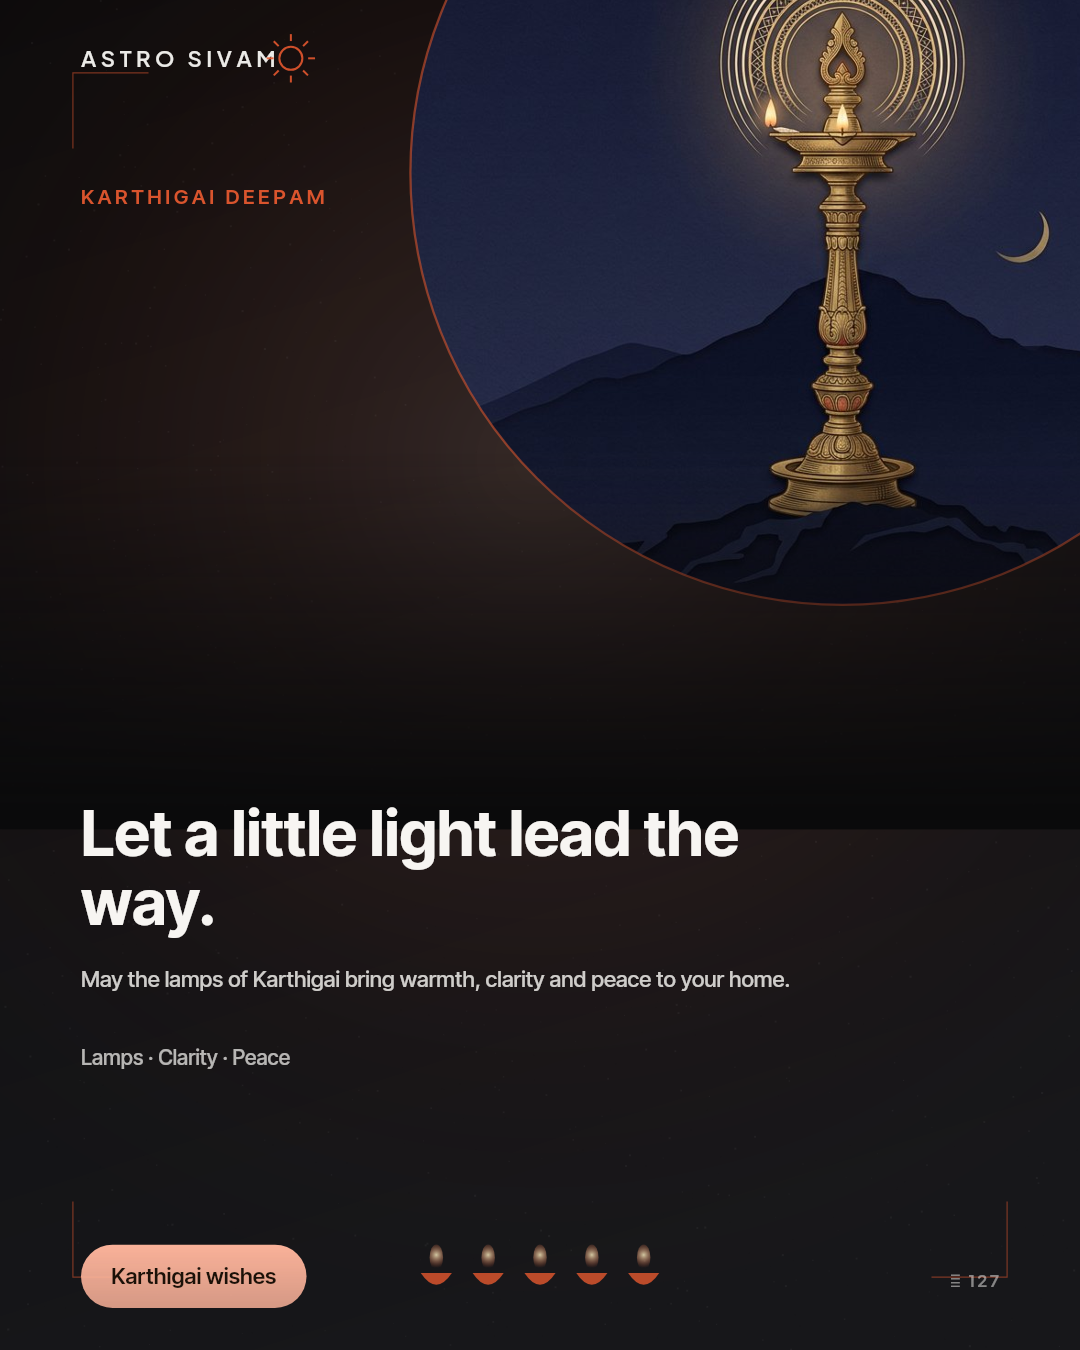 ASTRO SIVAM
KARTHIGAI DEEPAM
Let a little light lead the
way.
May the lamps of Karthigai bring warmth, clarity and peace to your home.
Lamps · Clarity · Peace
Karthigai wishes
127